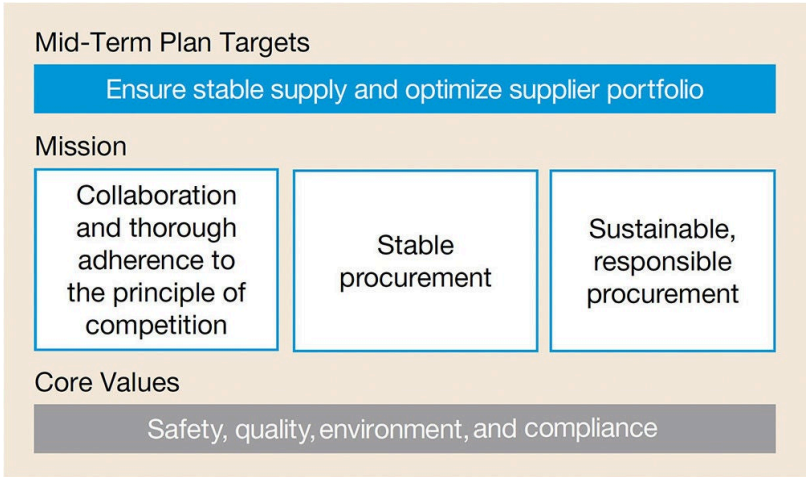 Mid-Term Plan Targets
Ensure stable supply and optimize supplier portfolio
Mission
Collaboration
and thorough
adherence to
the principle of
competition
Stable
procurement
Sustainable,
responsible
procurement
Core Values
Safety, quality, environment, and compliance